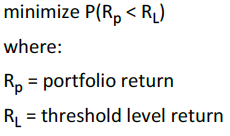 minimize P(Rp < RL)
where:
Rp = portfolio return
RL = threshold level return